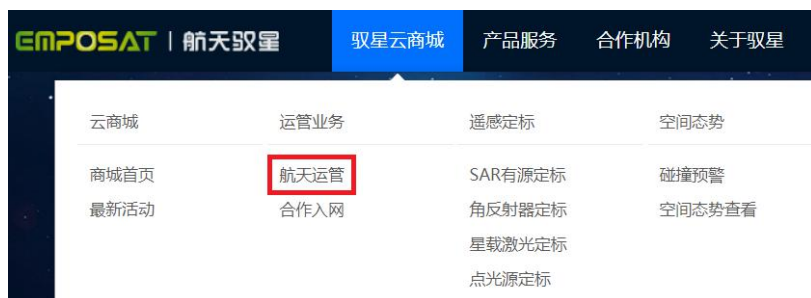 EMPOSAT | 航天驭星 驭星云商城 产品服务 合作机构 关于驭星
云商城 运管业务 遥感定标 空间态势
商城首页 航天运管 SAR有源定标 碰撞预警
最新活动 合作入网 角反射器定标 空间态势查看
星载激光定标
点光源定标